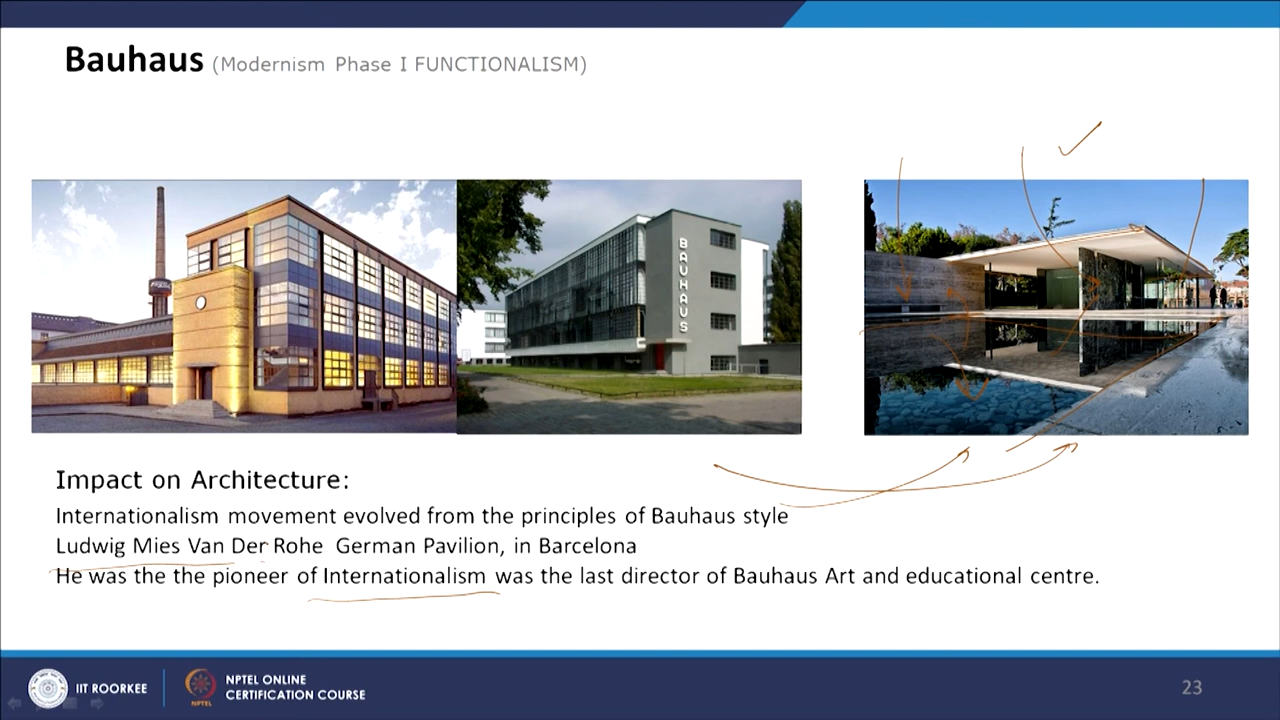 Bauhaus (Modernism Phase I FUNCTIONALISM)
BAUHAUS
Impact on Architecture:
Internationalism movement evolved from the principles of Bauhaus style
Ludwig Mies Van Der Rohe German Pavilion, in Barcelona
He was the the pioneer of Internationalism was the last director of Bauhaus Art and educational centre.
IIT ROORKEE
NPTEL ONLINE
CERTIFICATION COURSE
NPTEL
23